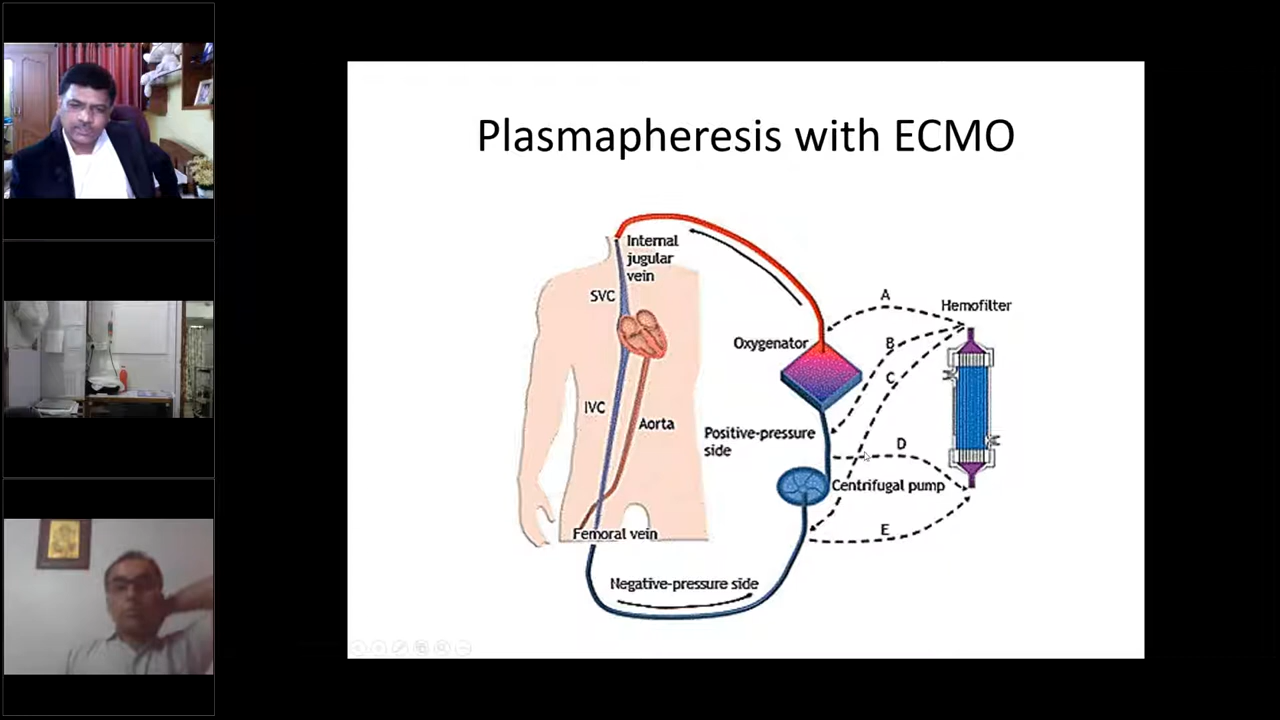 Plasmapheresis with ECMO
Internal
jugular
vein
SVC
A
Hemofilter
Oxygenator
B
C
IVC
Aorta
Positive-pressure
side
D
Centrifugal pump
E
Femoral vein
Negative-pressure side